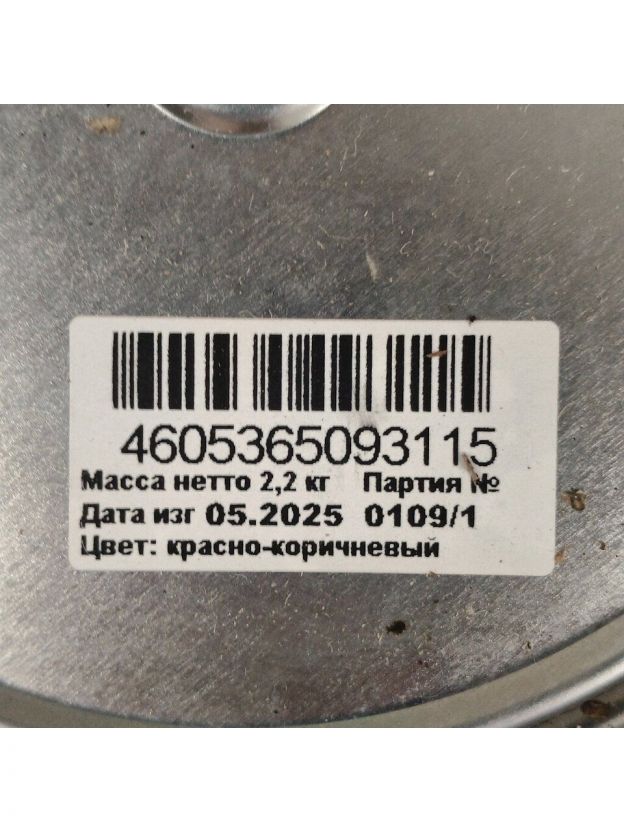 4605365093115
Масса нетто 2,2 кг Партия №
Дата изг 05.2025 0109/1
Цвет: красно-коричневый